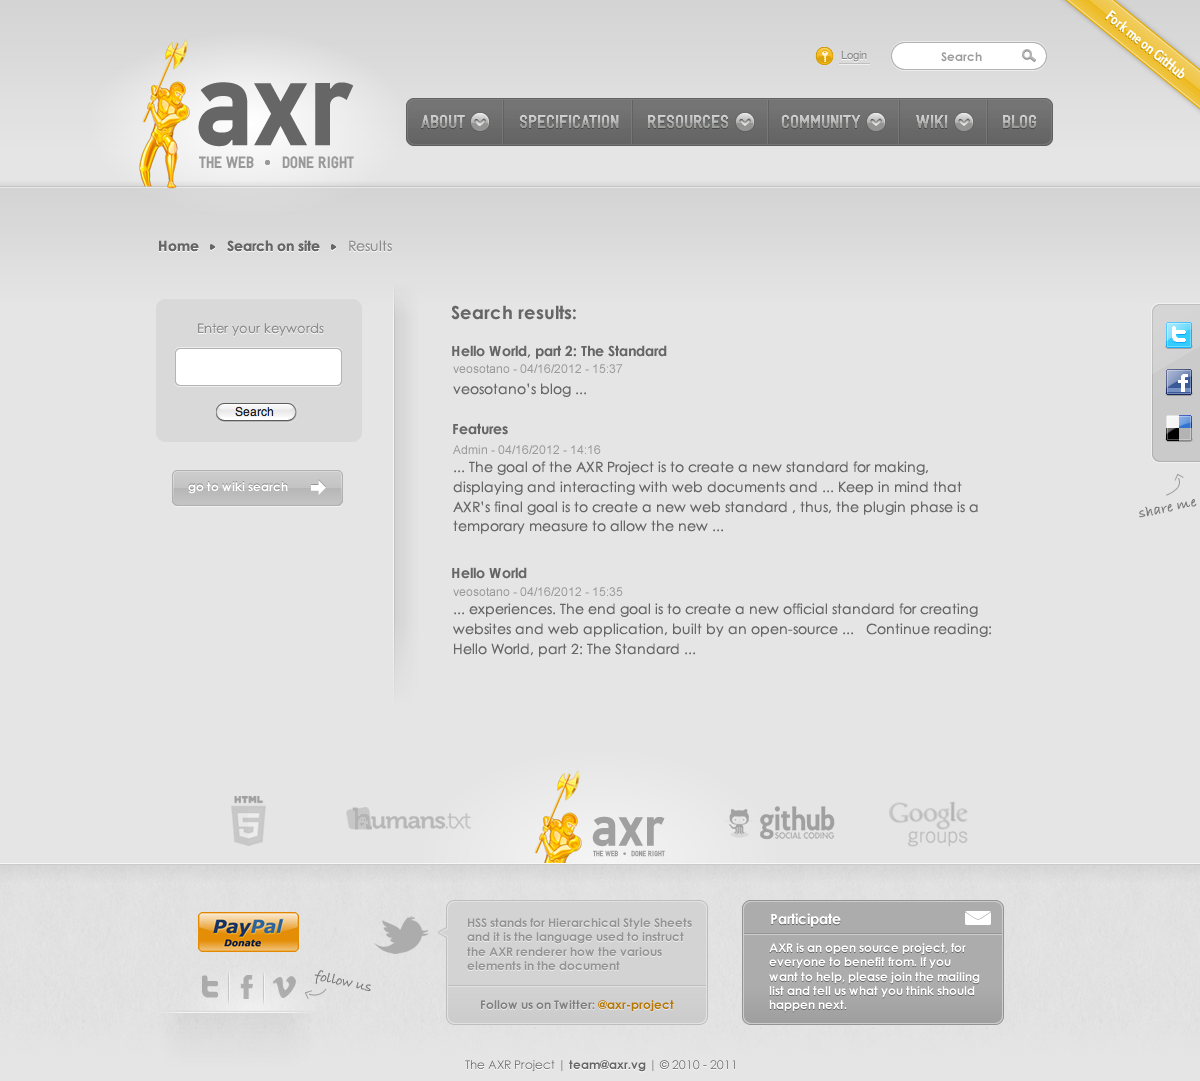 Fork me on GitHub
Login
Search
axr
THE WEB • DONE RIGHT
ABOUT
SPECIFICATION
RESOURCES
COMMUNITY
WIKI
BLOG
Home ▸ Search on site ▸ Results
Enter your keywords
Search
go to wiki search
Search results:
Hello World, part 2: The Standard
veosotano - 04/16/2012 - 15:37
veosotano's blog ...
Features
Admin - 04/16/2012 - 14:16
... The goal of the AXR Project is to create a new standard for making,
displaying and interacting with web documents and ... Keep in mind that
AXR's final goal is to create a new web standard , thus, the plugin phase is a
temporary measure to allow the new ...
Hello World
veosotano - 04/16/2012 - 15:35
... experiences. The end goal is to create a new official standard for creating
websites and web application, built by an open-source ... Continue reading:
Hello World, part 2: The Standard ...
share me
HTML
5
humans.txt
axr
THE WEB • DONE RIGHT
github
SOCIAL CODING
Google
groups
PayPal
Donate
follow us
HSS stands for Hierarchical Style Sheets
and it is the language used to instruct
the AXR renderer how the various
elements in the document
Follow us on Twitter: @axr-project
Participate
AXR is an open source project, for
everyone to benefit from. If you
want to help, please join the mailing
list and tell us what you think should
happen next.
The AXR Project | team@axr.vg | © 2010 - 2011